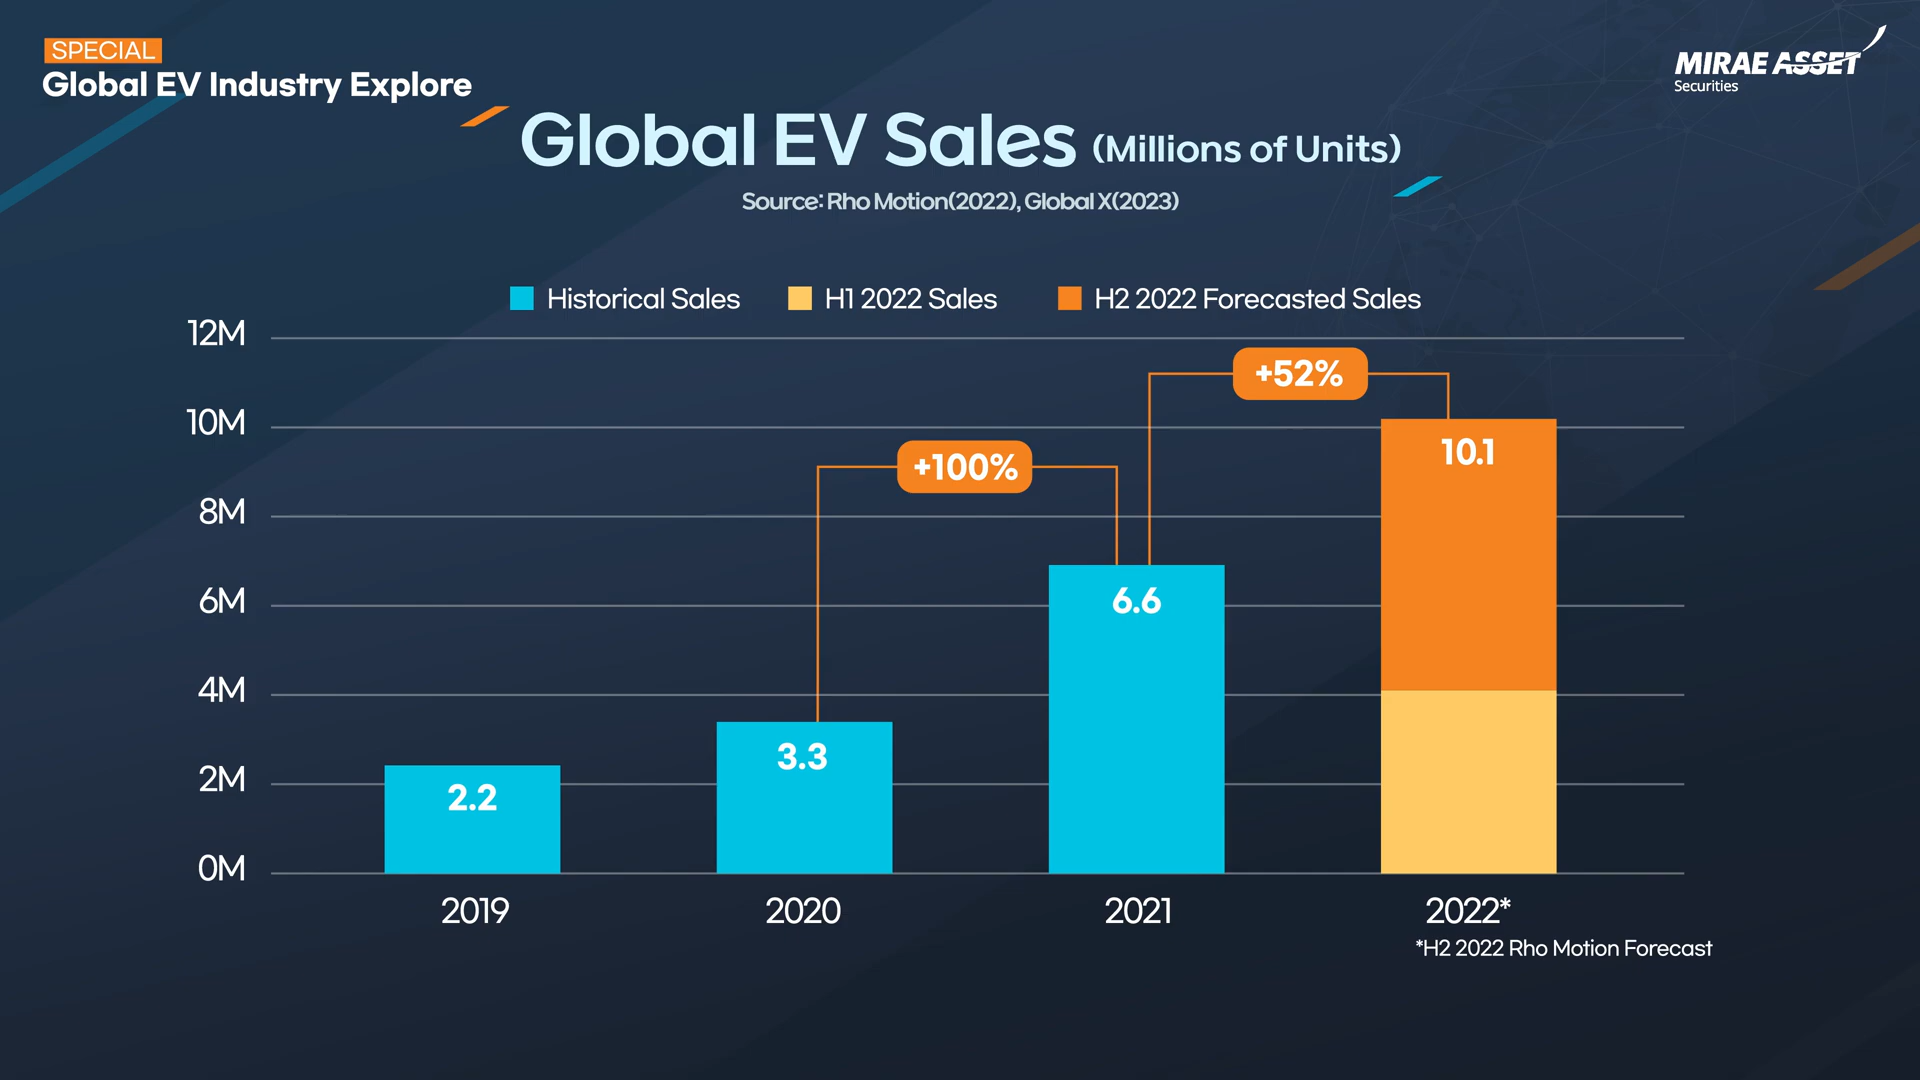 SPECIAL
Global EV Industry Explore
MIRAE ASSET
Securities
Global EV Sales (Millions of Units)
Source: Rho Motion(2022), Global X(2023)
Historical Sales
H1 2022 Sales
H2 2022 Forecasted Sales
12M
10M
8M
6M
4M
2M
0M
+100%
+52%
2.2
3.3
6.6
10.1
2019
2020
2021
2022*
*H2 2022 Rho Motion Forecast